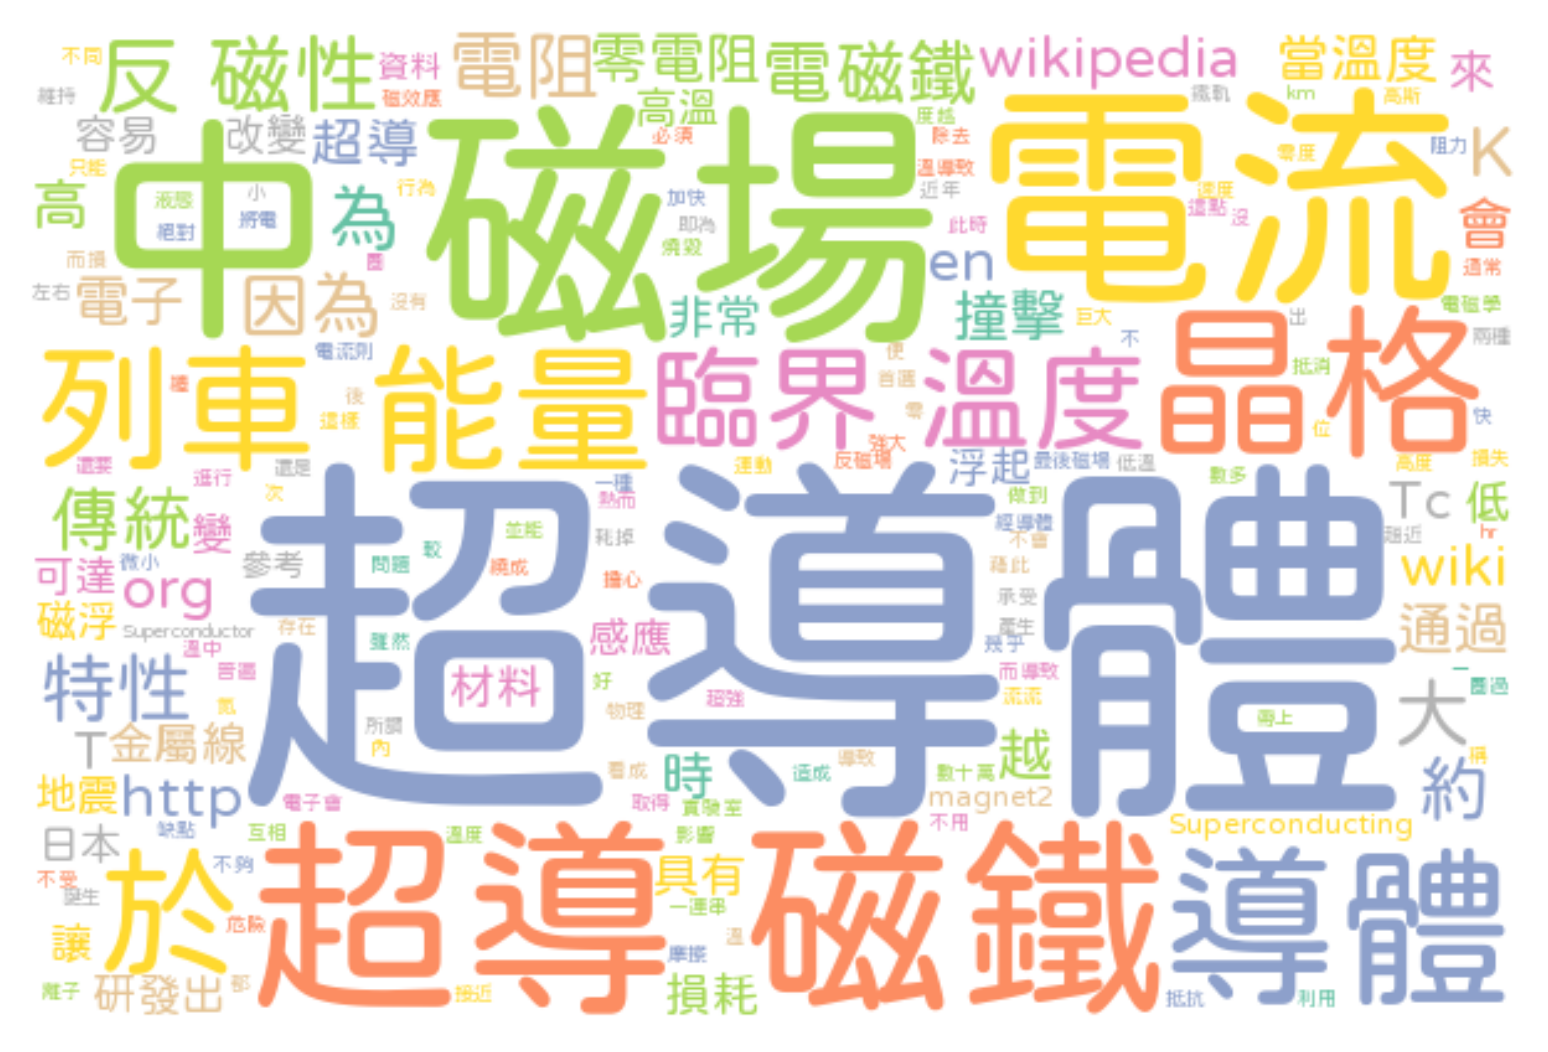 不同
反 磁性
資料
電阻
零電阻
電磁鐵
wikipedia
當溫度
來
維持
磁效應
高溫
鐵軌
km
高斯
容易
改變
超導
必須
度越
除去
零度
阻力
K
只能
中
磁場
電流
高
液態
小
絕對
將電
為
行為
加快
即為
燒毀
溫導致
近年
此時
速度
這點
沒
會
通常
而損
圈
en
左右
電子
因為
沒有
非常
撞擊
巨大
不
出
電磁學
兩種
電流則
列車
能量
後
這樣
臨界 溫度
便
首選
零
強大
晶格
抵消
位
快
還要
進行
還是
次
運動
反磁場
浮起
最後磁場
低溫
數多
高度
損失
傳統
變
一種
熱而
並能
耗掉
超導體
做到
經導體
不會
Tc
低
趨近
可達
微小
org
參考
問題
較
繞成
擔心
藉此
承受
產生
幾乎
wiki
磁浮
Superconductor
溫中
存在
雖然
感應
通過
特性
普遍
氮
材料
好
超強
而導致
流流
一
圈過
物理
大
帶上
T
金屬線
所謂
內
看成
時
造成
導致
越
數十萬
稱
地震
http
電子會
取得
實驗室
magnet2
約
日本
缺點
互相
溫度
影響
不用
Superconducting
不受
誕生
於
不夠
超導
磁鐵
具有
一連串
導體
讓
危險
溫
摩擦
離子
研發出
都
接近
損耗
抵抗
利用